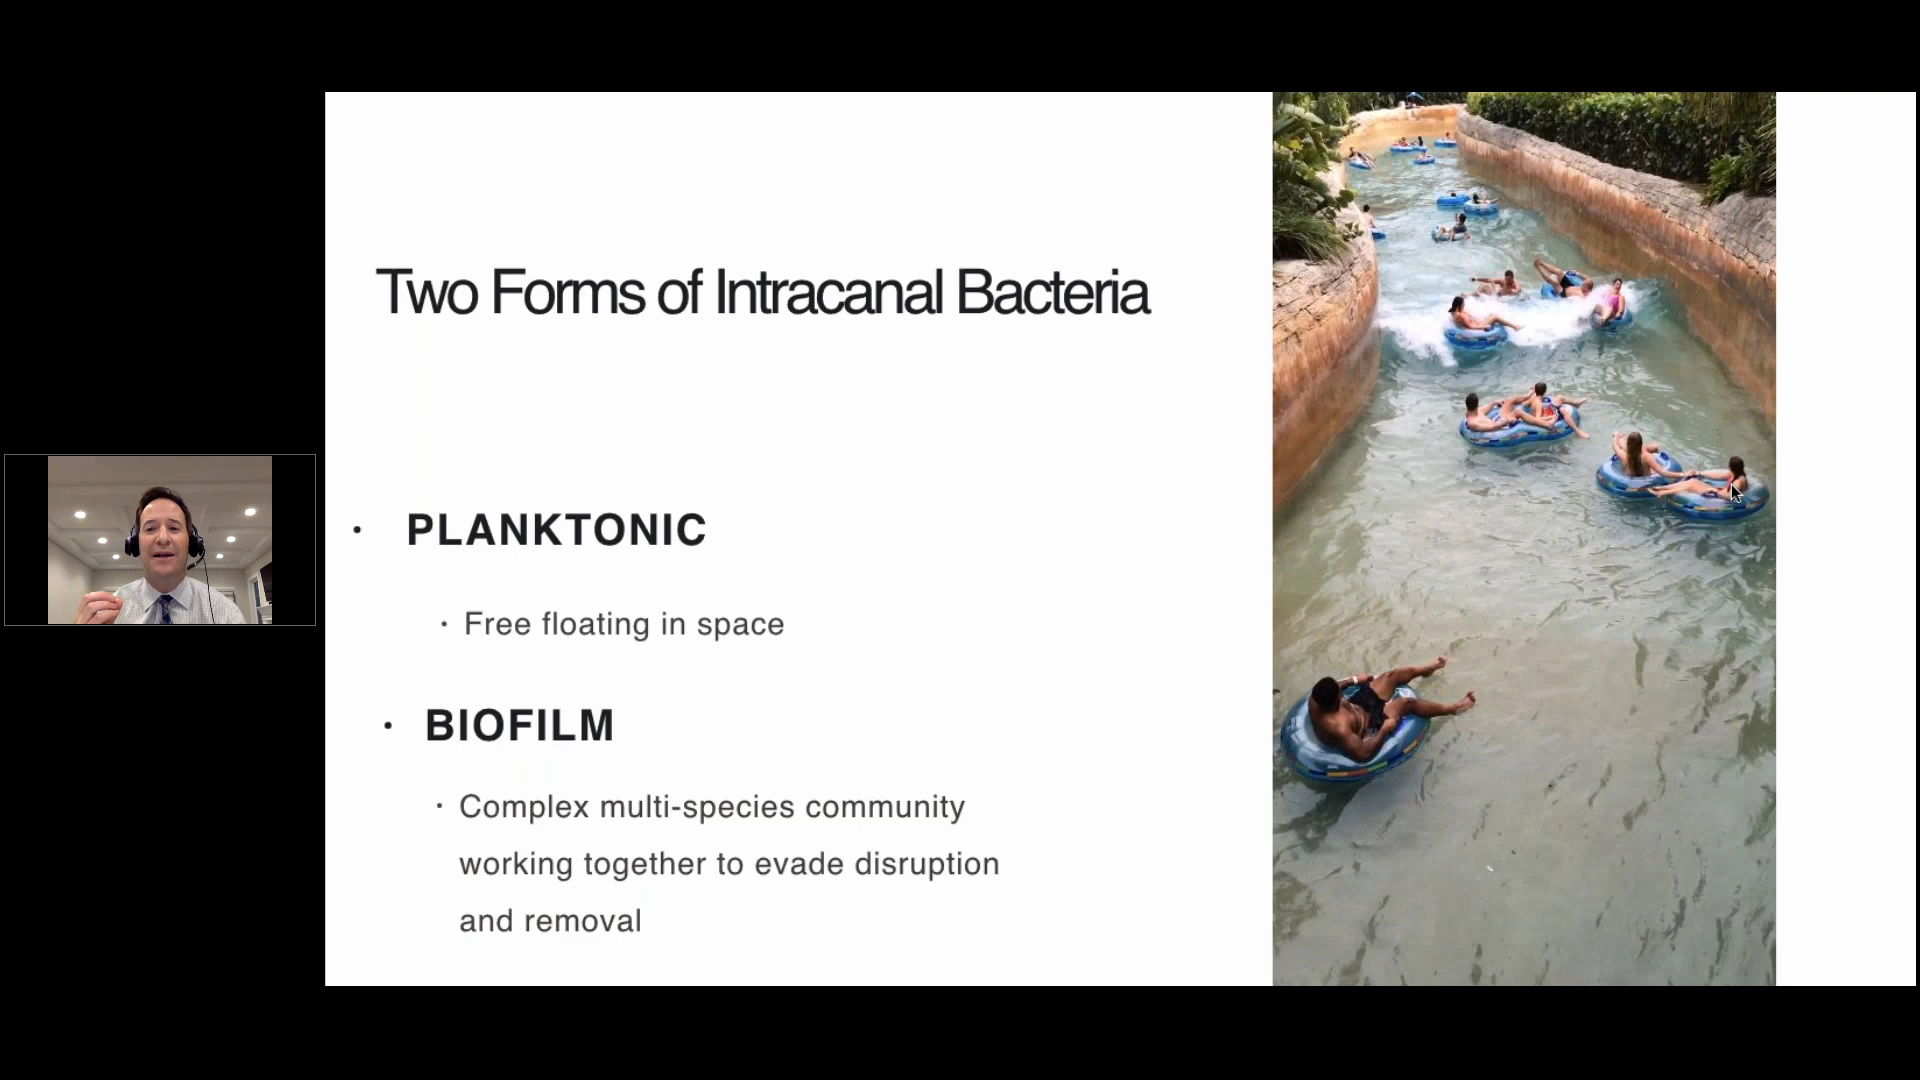 Two Forms of Intracanal Bacteria
· PLANKTONIC
· Free floating in space
· BIOFILM
· Complex multi-species community
working together to evade disruption
and removal